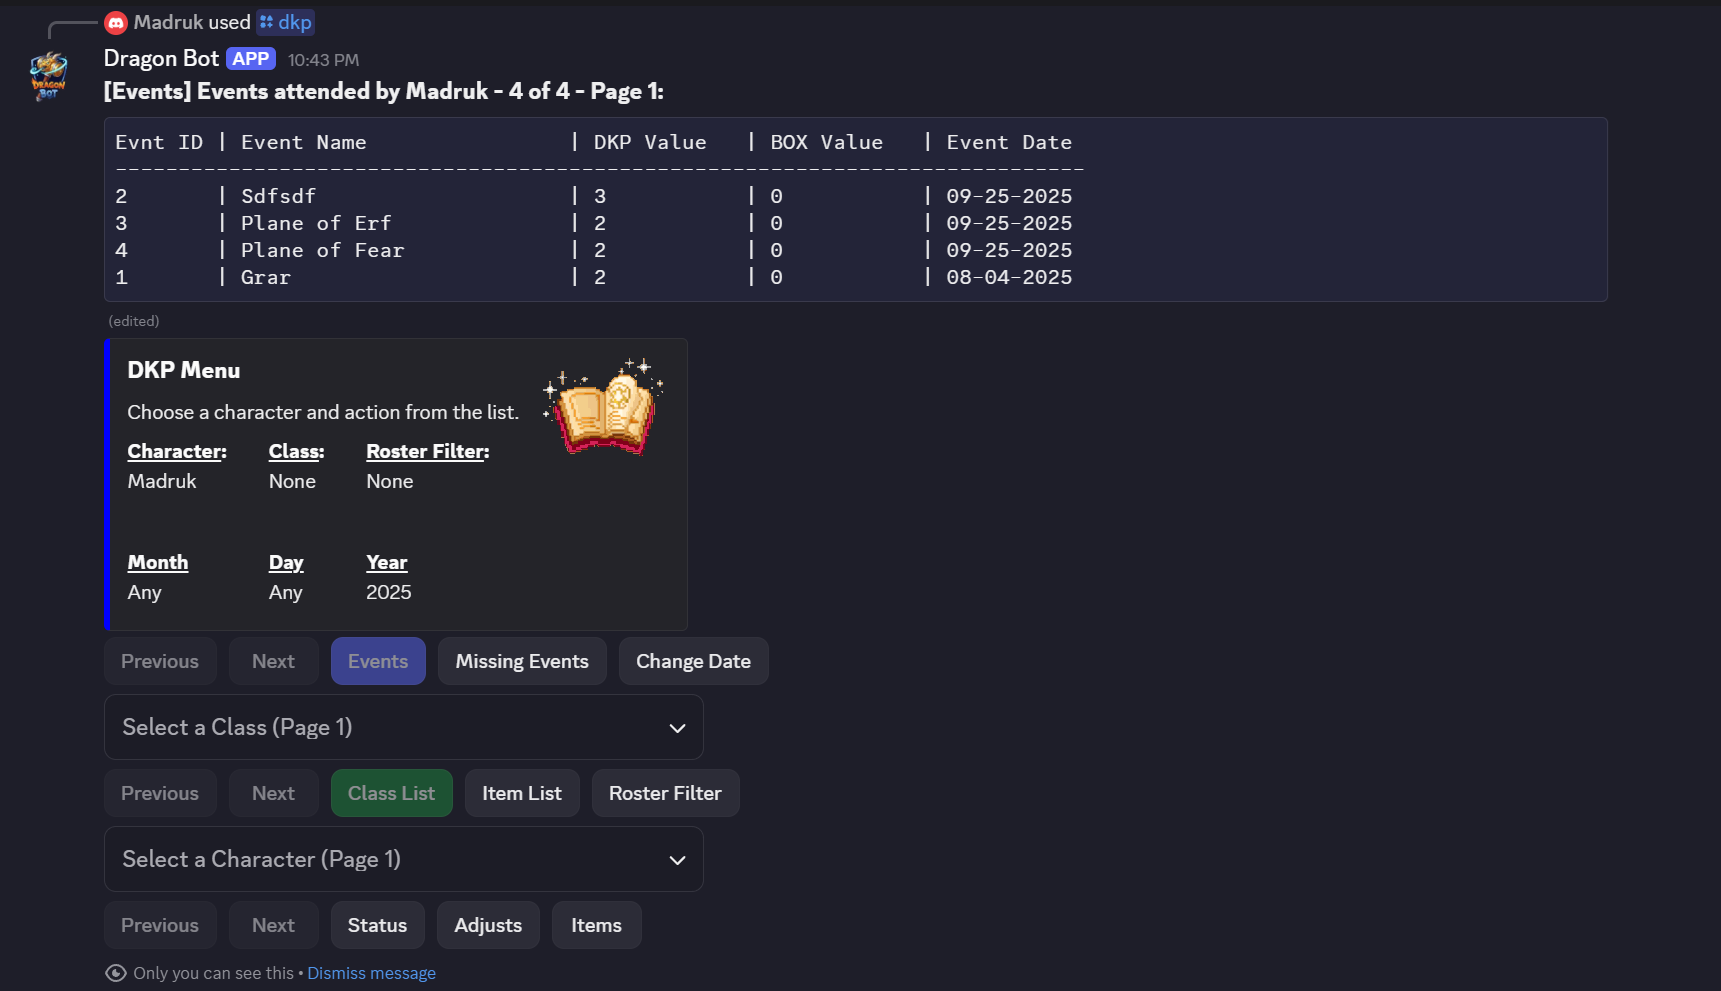 Madruk used dkp
Dragon Bot APP 10:43 PM
DRAGON BOT
[Events] Events attended by Madruk - 4 of 4 - Page 1:
Evnt ID | Event Name | DKP Value | BOX Value | Event Date
-----------------------------------------------------------------------------
2 | Sdfsdf | 3 | 0 | 09-25-2025
3 | Plane of Erf | 2 | 0 | 09-25-2025
4 | Plane of Fear | 2 | 0 | 09-25-2025
1 | Grar | 2 | 0 | 08-04-2025
(edited)
DKP Menu
Choose a character and action from the list.
Character: Class: Roster Filter:
Madruk None None
Month Day Year
Any Any 2025
Previous Next Events Missing Events Change Date
Select a Class (Page 1)
Previous Next Class List Item List Roster Filter
Select a Character (Page 1)
Previous Next Status Adjusts Items
Only you can see this • Dismiss message